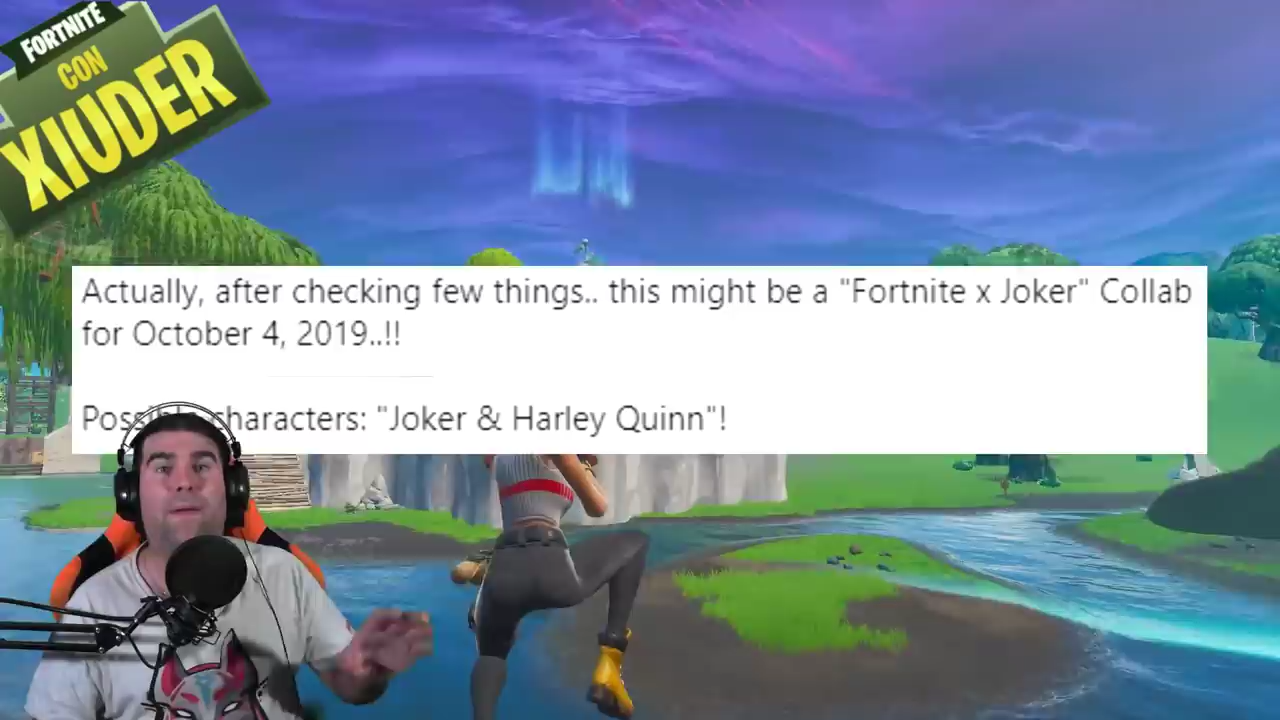 FORTNITE
CON
XIUDER
Actually, after checking few things.. this might be a "Fortnite x Joker" Collab
for October 4, 2019..!!
Possible characters: "Joker & Harley Quinn"!